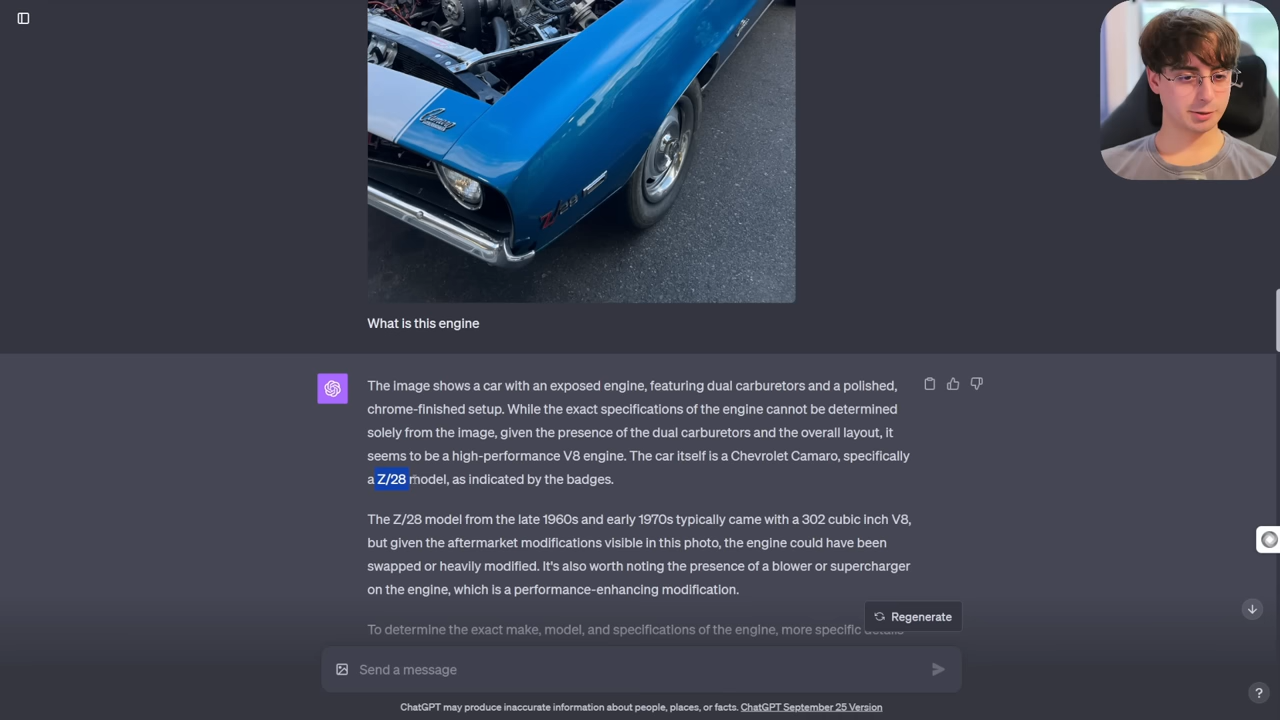 Camaro
Z/28
What is this engine
The image shows a car with an exposed engine, featuring dual carburetors and a polished,
chrome-finished setup. While the exact specifications of the engine cannot be determined
solely from the image, given the presence of the dual carburetors and the overall layout, it
seems to be a high-performance V8 engine. The car itself is a Chevrolet Camaro, specifically
a Z/28 model, as indicated by the badges.
The Z/28 model from the late 1960s and early 1970s typically came with a 302 cubic inch V8,
but given the aftermarket modifications visible in this photo, the engine could have been
swapped or heavily modified. It's also worth noting the presence of a blower or supercharger
on the engine, which is a performance-enhancing modification.
Regenerate
To determine the exact make, model, and specifications of the engine, more specific details
Send a message
?
ChatGPT may produce inaccurate information about people, places, or facts. ChatGPT September 25 Version